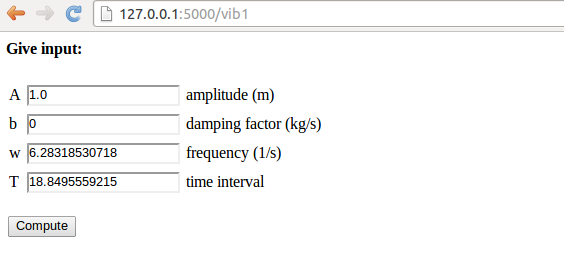 127.0.0.1:5000/vib1
Give input:
A 1.0 amplitude (m)
b 0 damping factor (kg/s)
w 6.28318530718 frequency (1/s)
T 18.8495559215 time interval
Compute